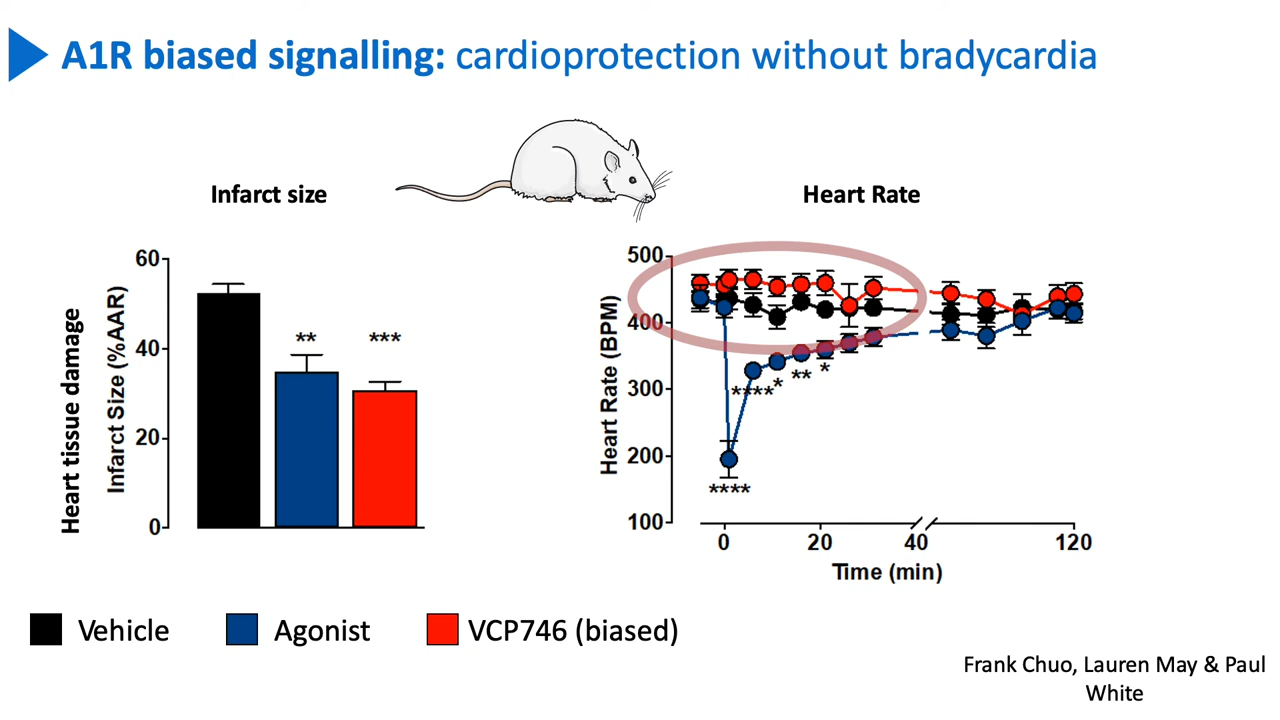 A1R biased signalling: cardioprotection without bradycardia
Infarct size
Heart tissue damage
Infarct Size (%AAR)
60
40
20
0
**
***
Heart Rate
Heart Rate (BPM)
500
400
300
200
100
****
****
*
**
*
0
20
40
120
Time (min)
Vehicle
Agonist
VCP746 (biased)
Frank Chuo, Lauren May & Paul
White